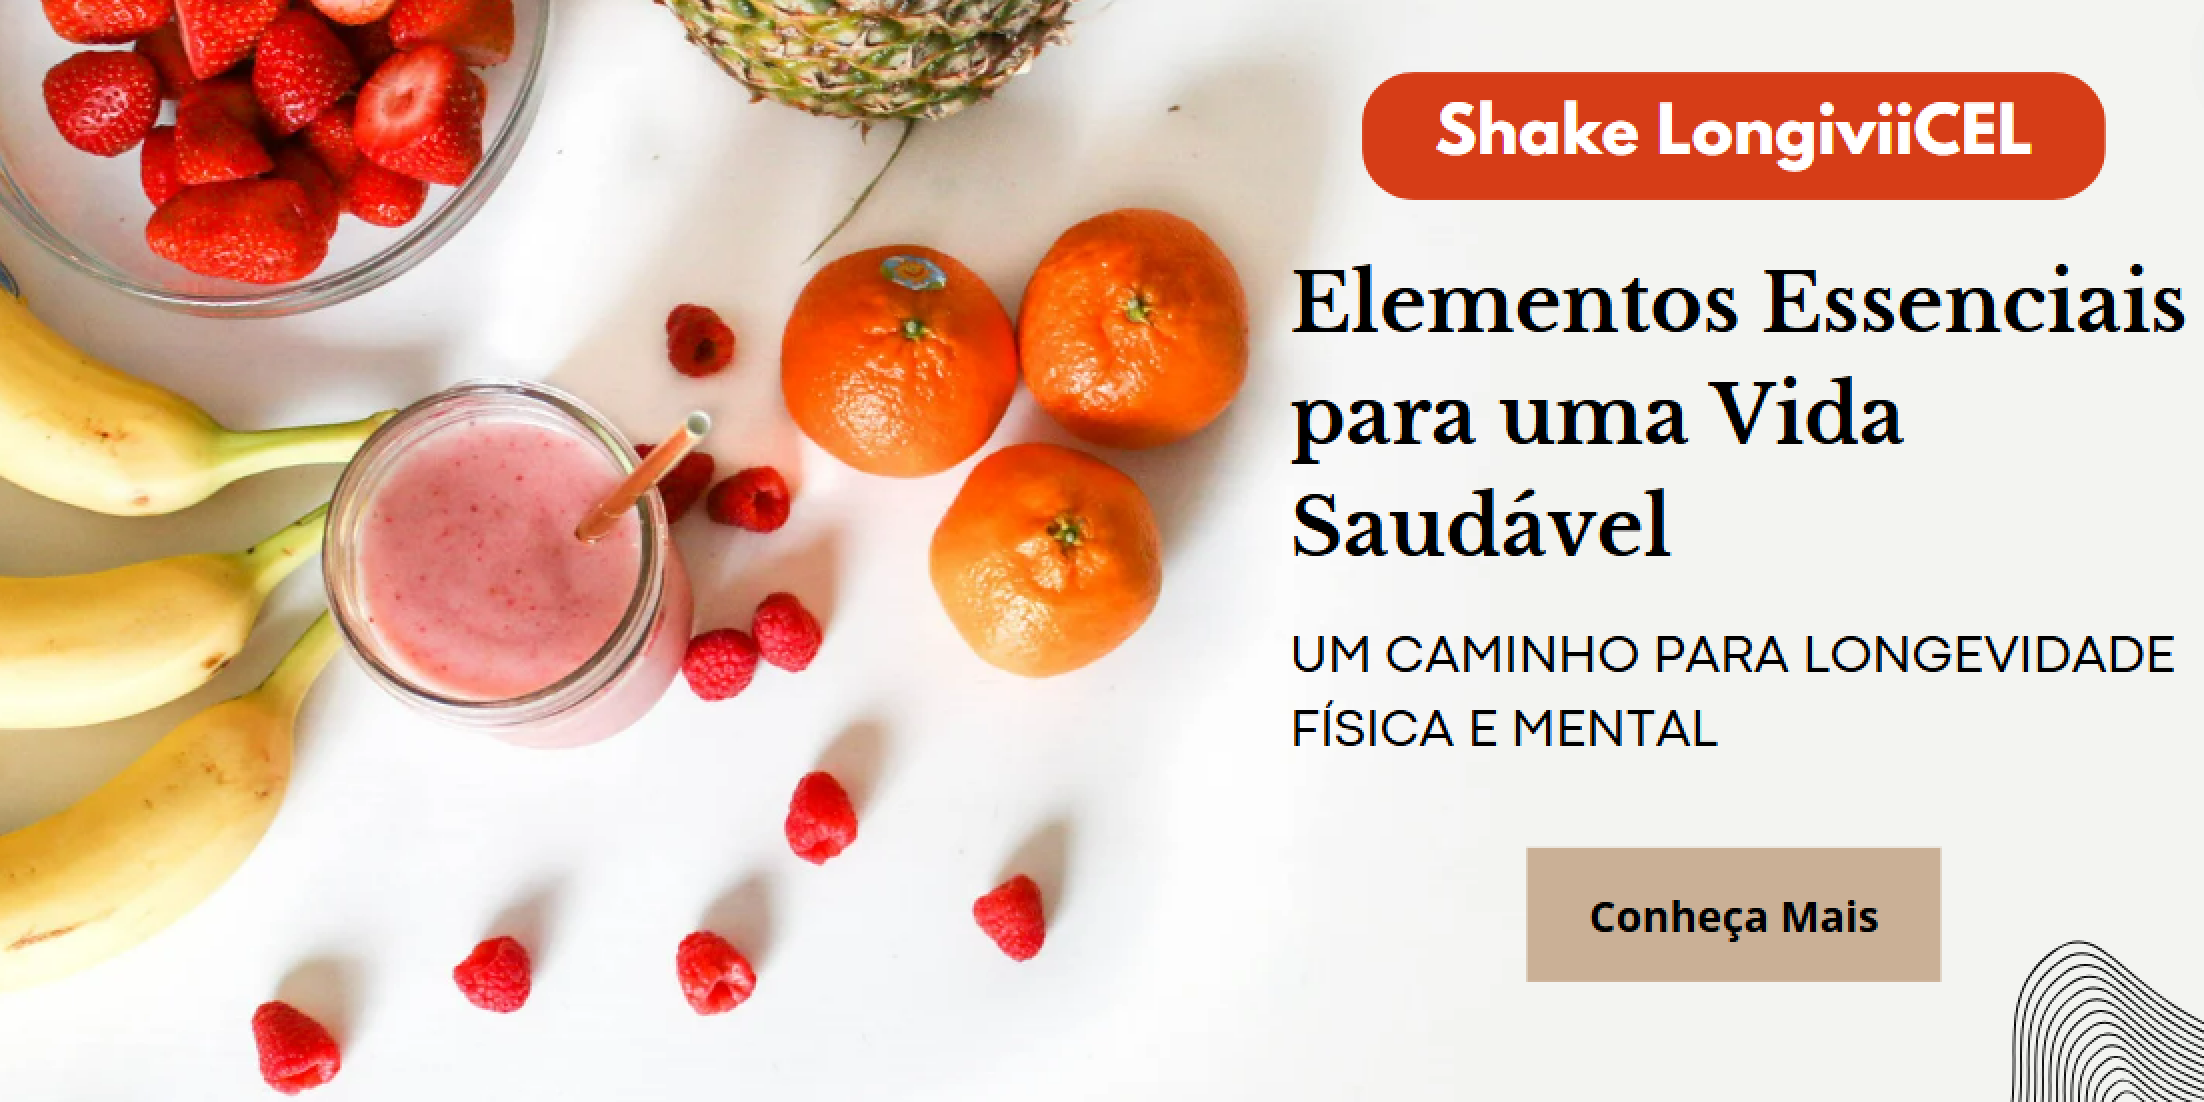 Shake LongiviiCEL
Elementos Essenciais
para uma Vida
Saudável
UM CAMINHO PARA LONGEVIDADE
FÍSICA E MENTAL
Conheça Mais